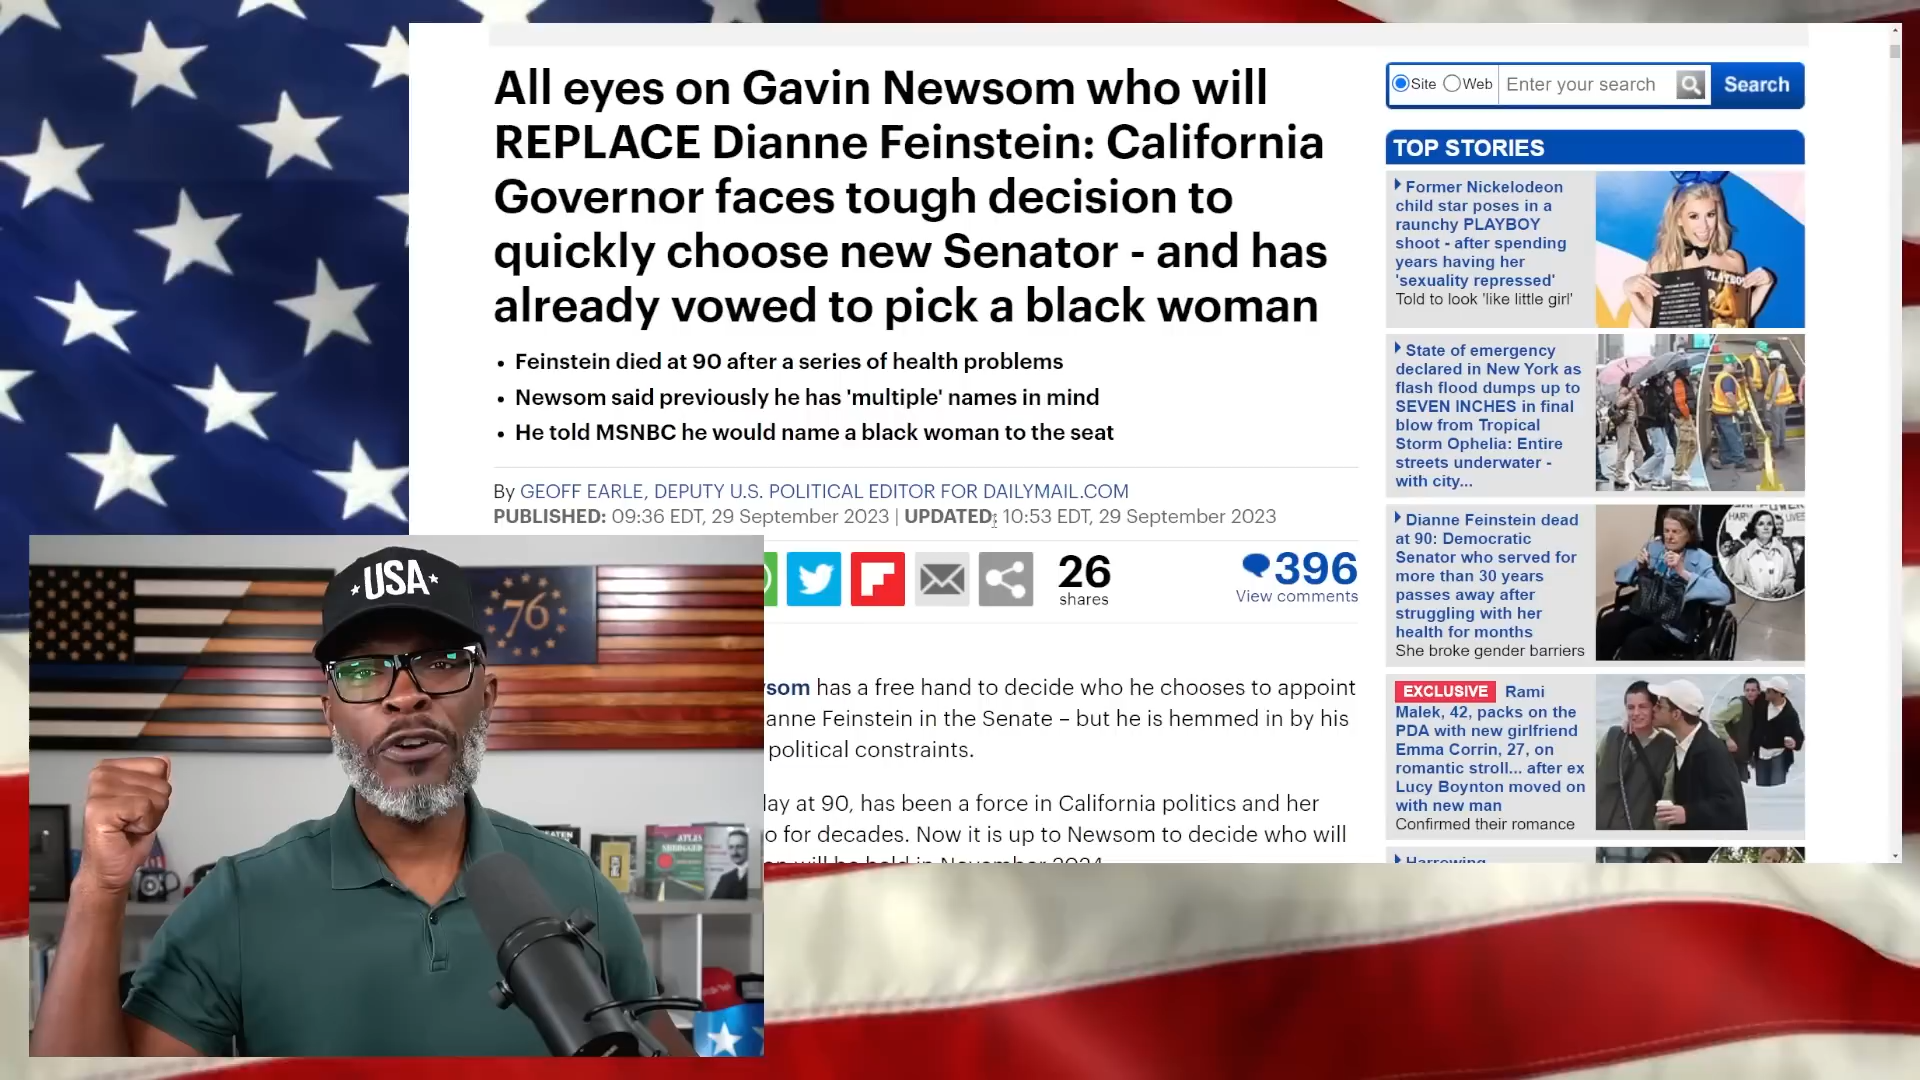 All eyes on Gavin Newsom who will
REPLACE Dianne Feinstein: California
Governor faces tough decision to
quickly choose new Senator - and has
already vowed to pick a black woman
• Feinstein died at 90 after a series of health problems
• Newsom said previously he has 'multiple' names in mind
• He told MSNBC he would name a black woman to the seat
By GEOFF EARLE, DEPUTY U.S. POLITICAL EDITOR FOR DAILYMAIL.COM
PUBLISHED: 09:36 EDT, 29 September 2023 | UPDATED: 10:53 EDT, 29 September 2023
26
shares
396
View comments
wsom has a free hand to decide who he chooses to appoint
anne Feinstein in the Senate – but he is hemmed in by his
political constraints.
day at 90, has been a force in California politics and her
o for decades. Now it is up to Newsom to decide who will
will be held in November 2024
Site Web Enter your search Search
TOP STORIES
Former Nickelodeon
child star poses in a
raunchy PLAYBOY
shoot - after spending
years having her
'sexuality repressed'
Told to look 'like little girl'
PLAYBOY
State of emergency
declared in New York as
flash flood dumps up to
SEVEN INCHES in final
blow from Tropical
Storm Ophelia: Entire
streets underwater -
with city...
Dianne Feinstein dead
at 90: Democratic
Senator who served for
more than 30 years
passes away after
struggling with her
health for months
She broke gender barriers
EXCLUSIVE Rami
Malek, 42, packs on the
PDA with new girlfriend
Emma Corrin, 27, on
romantic stroll... after ex
Lucy Boynton moved on
with new man
Confirmed their romance
Harrowing
USA
76
ATLAS
SHRUGGED